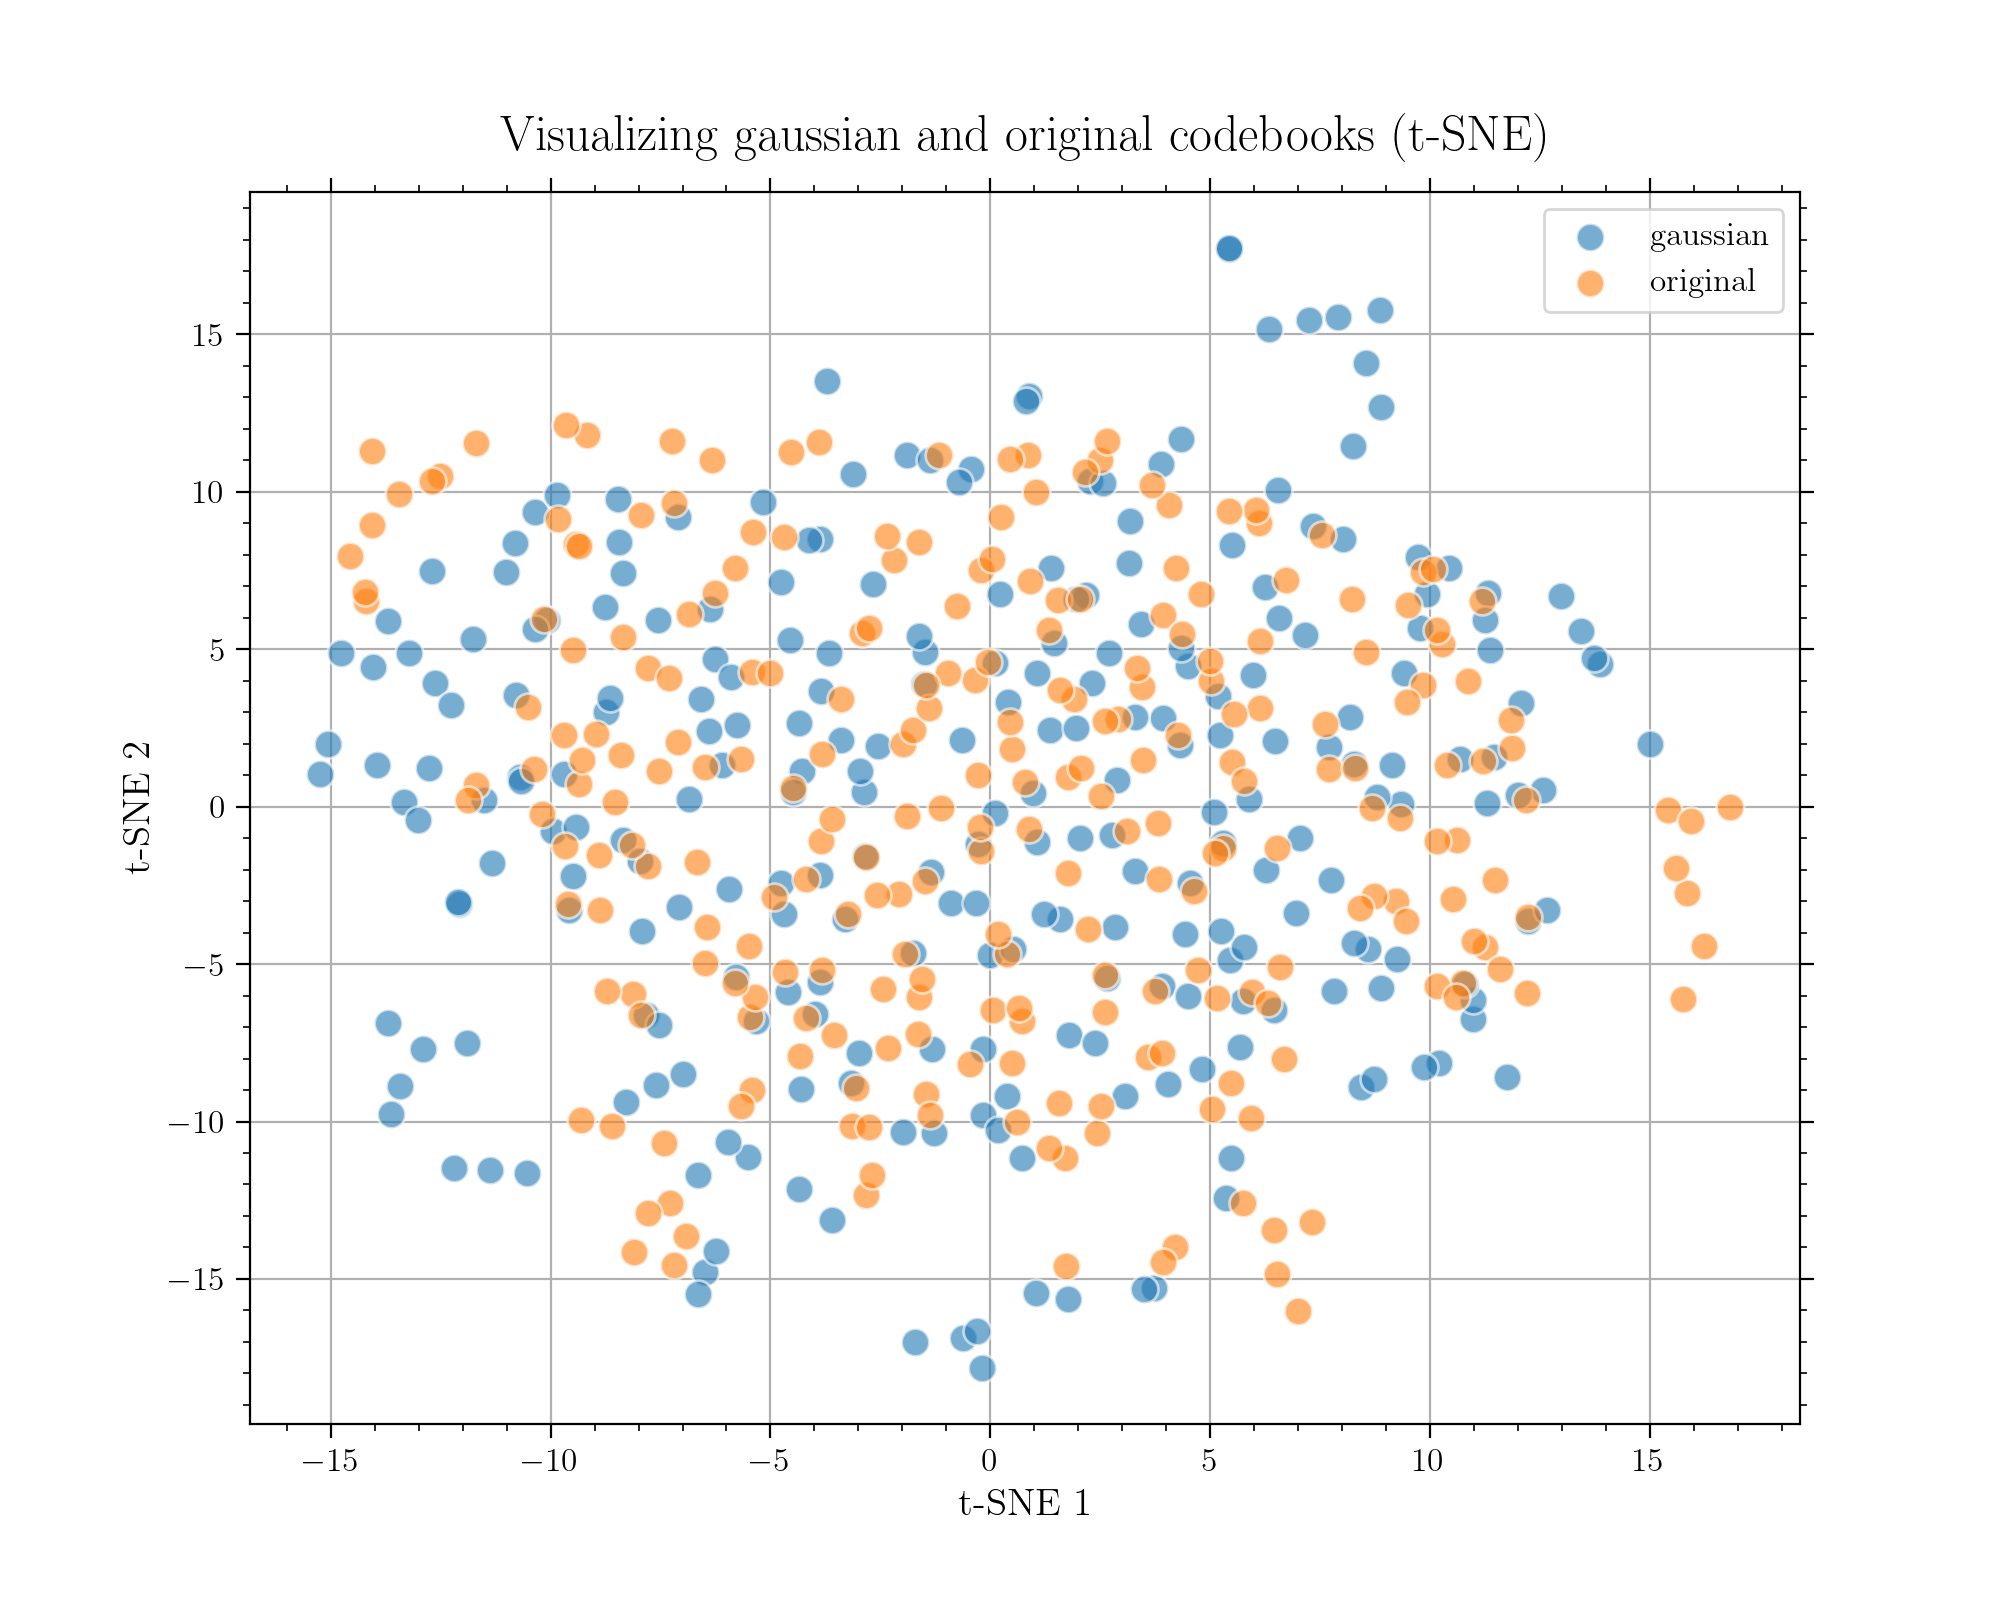 Visualizing gaussian and original codebooks (t-SNE)
gaussian
original
15
10
5
0
−5
−10
−15
t-SNE 2
−15 −10 −5 0 5 10 15
t-SNE 1